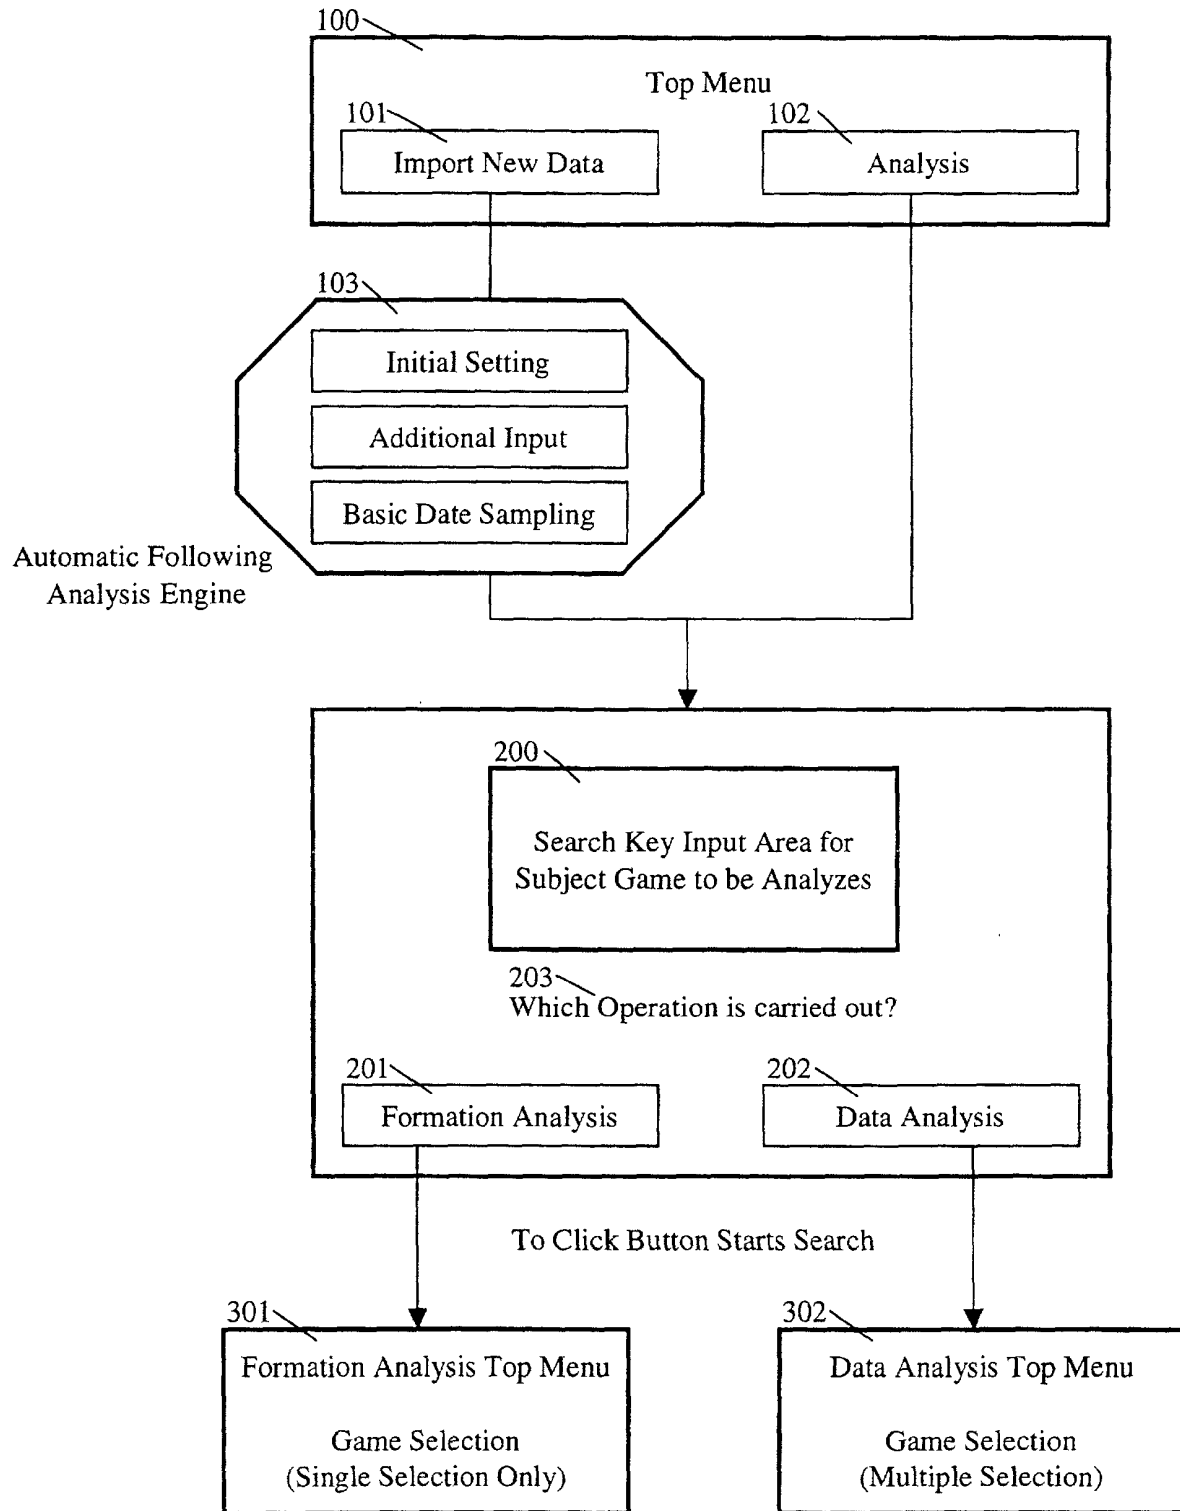 100
Top Menu
101
102
Import New Data
Analysis
103
Initial Setting
Additional Input
Basic Date Sampling
Automatic Following
Analysis Engine
200
Search Key Input Area for
Subject Game to be Analyzes
203
Which Operation is carried out?
201
202
Formation Analysis
Data Analysis
To Click Button Starts Search
301
302
Formation Analysis Top Menu
Game Selection
(Single Selection Only)
Data Analysis Top Menu
Game Selection
(Multiple Selection)